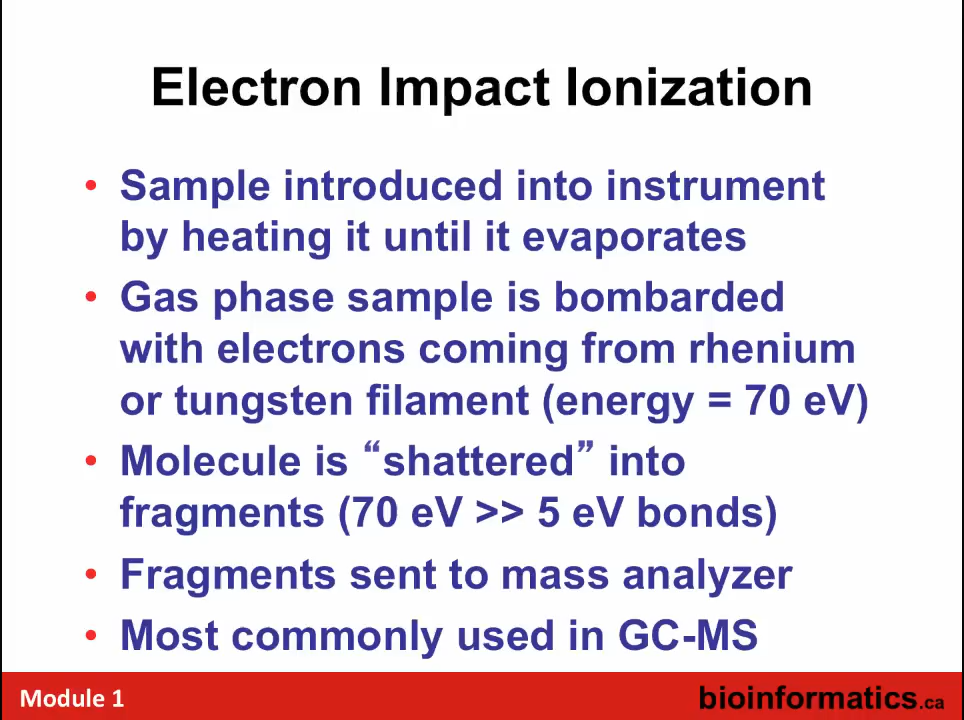 Electron Impact Ionization
• Sample introduced into instrument
by heating it until it evaporates
• Gas phase sample is bombarded
with electrons coming from rhenium
or tungsten filament (energy = 70 eV)
• Molecule is “shattered” into
fragments (70 eV >> 5 eV bonds)
• Fragments sent to mass analyzer
• Most commonly used in GC-MS
Module 1
bioinformatics.ca